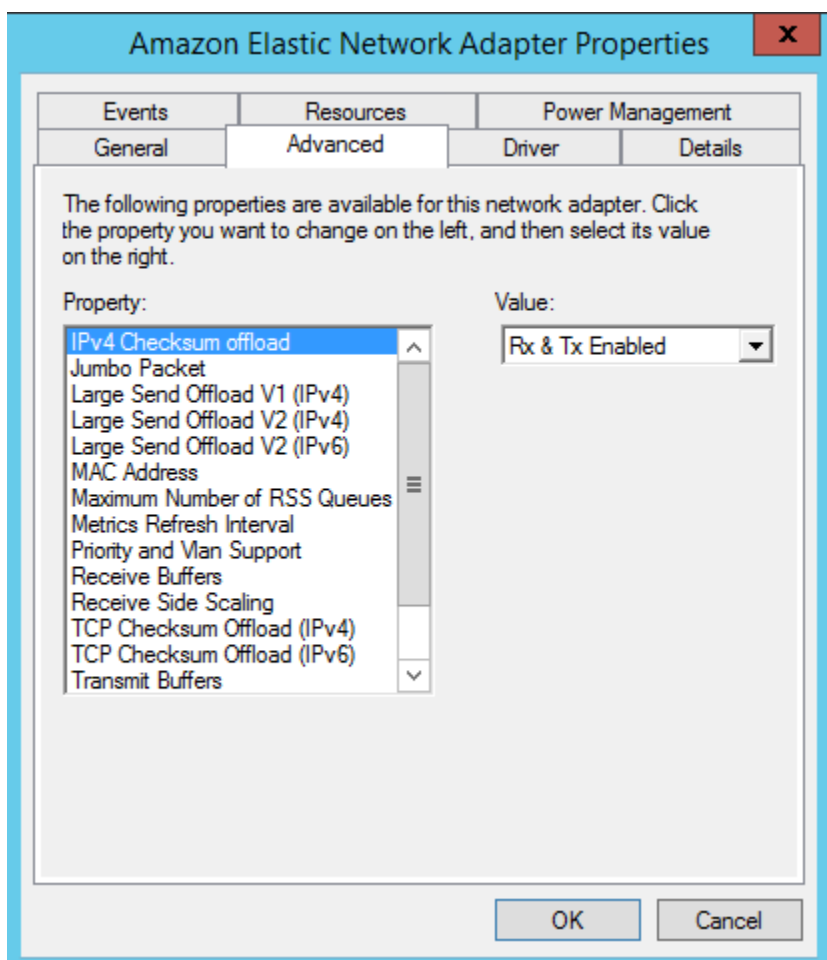 Amazon Elastic Network Adapter Properties
x
Events
Resources
Power Management
General
Advanced
Driver
Details
The following properties are available for this network adapter. Click
the property you want to change on the left, and then select its value
on the right.
Property:
Value:
IPv4 Checksum offload
Rx & Tx Enabled
Jumbo Packet
Large Send Offload V1 (IPv4)
Large Send Offload V2 (IPv4)
Large Send Offload V2 (IPv6)
MAC Address
Maximum Number of RSS Queues
Metrics Refresh Interval
Priority and Vlan Support
Receive Buffers
Receive Side Scaling
TCP Checksum Offload (IPv4)
TCP Checksum Offload (IPv6)
Transmit Buffers
OK
Cancel